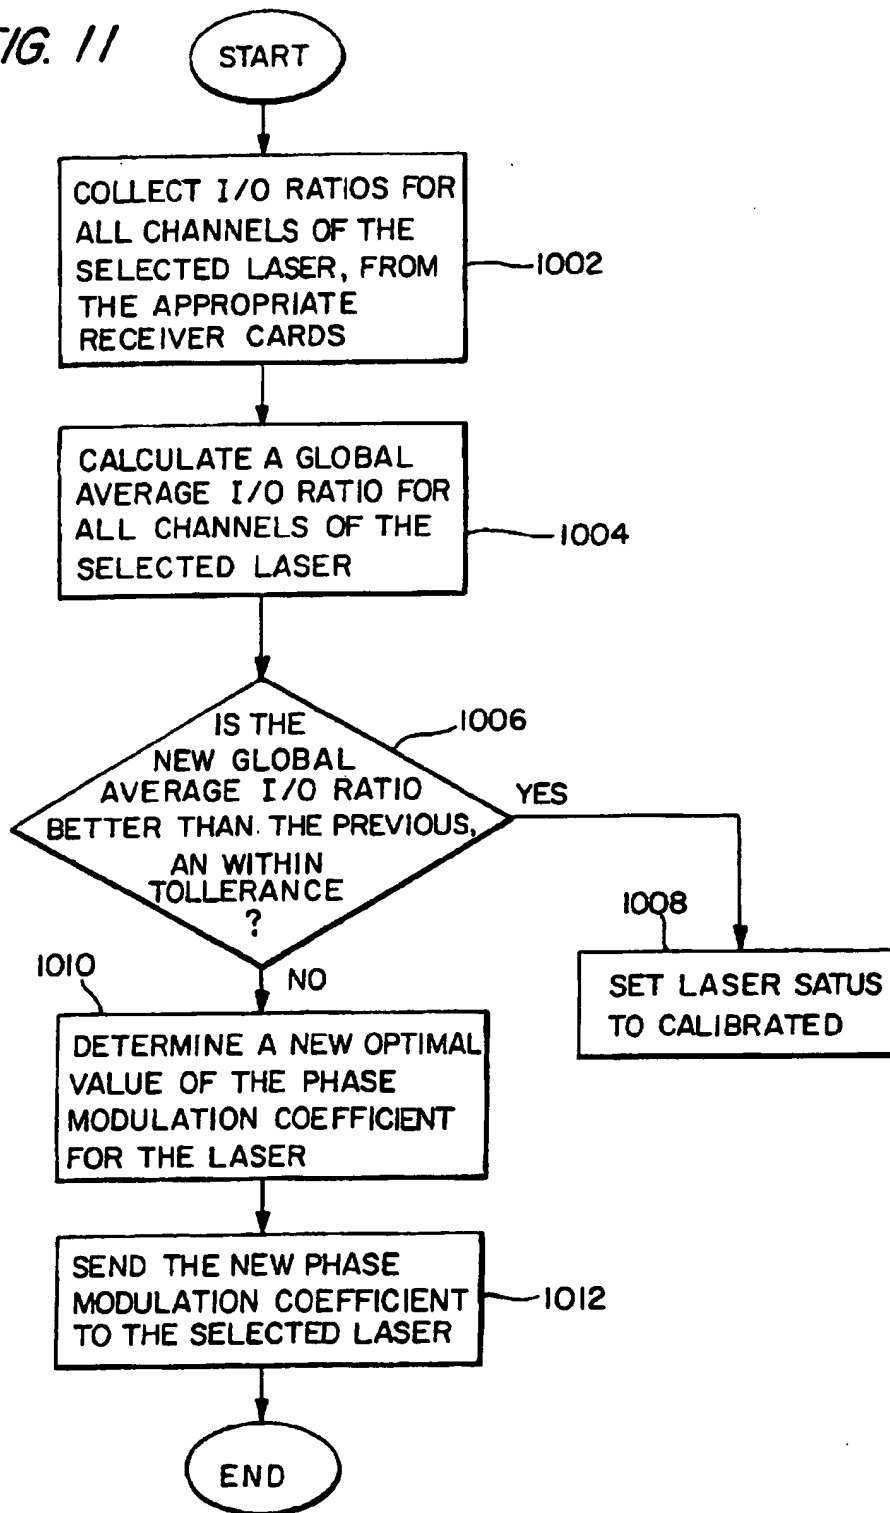 FIG. 11
START
COLLECT I/O RATIOS FOR
ALL CHANNELS OF THE
SELECTED LASER, FROM
THE APPROPRIATE
RECEIVER CARDS
1002
CALCULATE A GLOBAL
AVERAGE I/O RATIO FOR
ALL CHANNELS OF THE
SELECTED LASER
1004
IS THE
NEW GLOBAL
AVERAGE I/O RATIO
BETTER THAN THE PREVIOUS,
AN WITHIN
TOLLERANCE
?
1006
YES
1008
SET LASER SATUS
TO CALIBRATED
NO
1010
DETERMINE A NEW OPTIMAL
VALUE OF THE PHASE
MODULATION COEFFICIENT
FOR THE LASER
SEND THE NEW PHASE
MODULATION COEFFICIENT
TO THE SELECTED LASER
1012
END